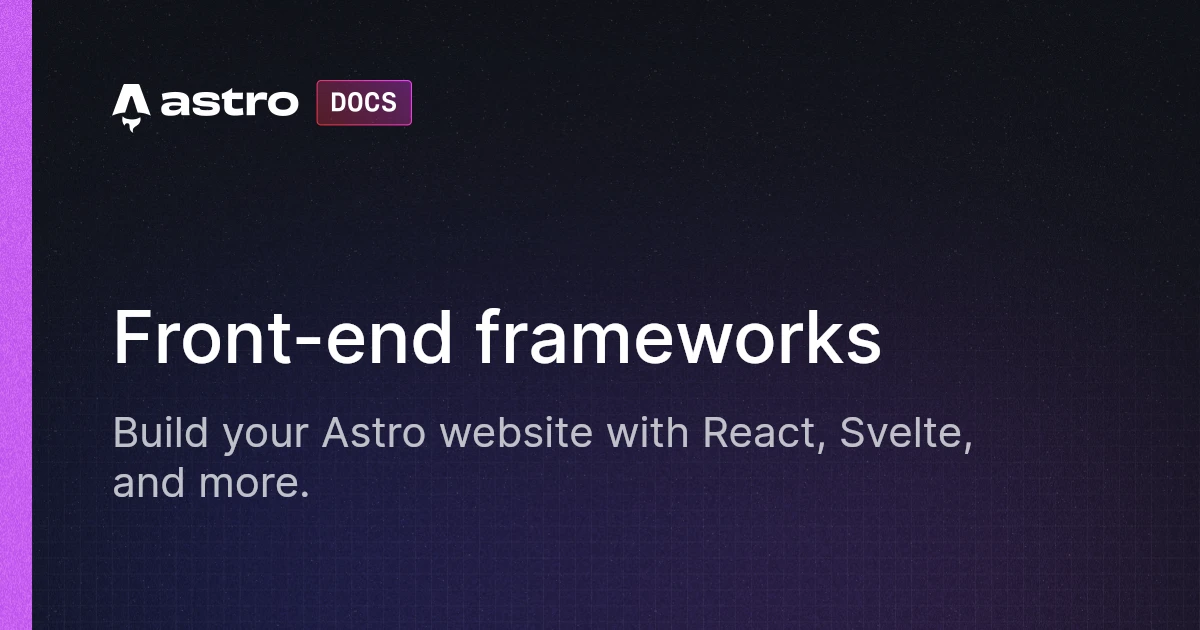 astro DOCS
Front-end frameworks
Build your Astro website with React, Svelte,
and more.